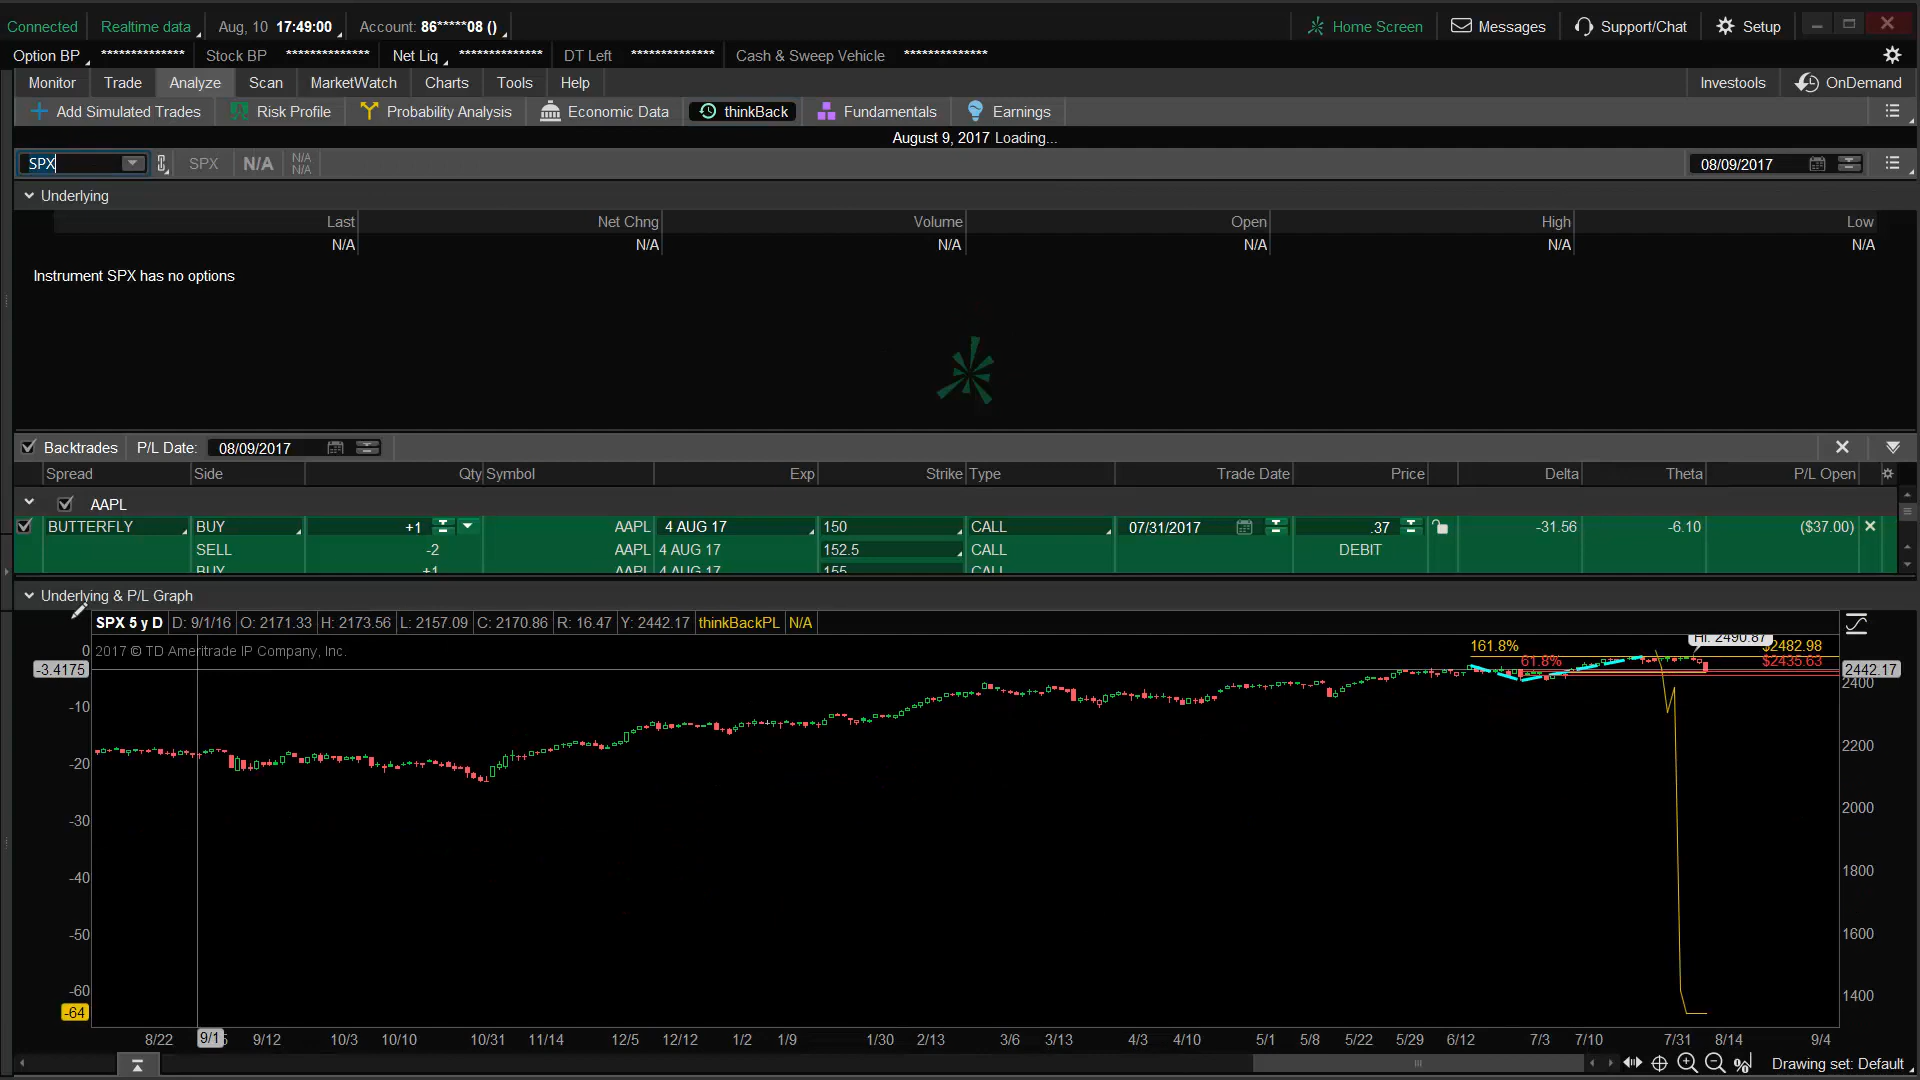 Connected Realtime data Aug, 10 17:49:00 Account: 86*****08 () Home Screen Messages Support/Chat Setup
Option BP ************** Stock BP ************** Net Liq ************** DT Left ************** Cash & Sweep Vehicle **************
Monitor Trade Analyze Scan MarketWatch Charts Tools Help Investools OnDemand
Add Simulated Trades Risk Profile Probability Analysis Economic Data thinkBack Fundamentals Earnings
August 9, 2017 Loading...
SPX SPX N/A N/A N/A 08/09/2017
Underlying
Last Net Chng Volume Open High Low
N/A N/A N/A N/A N/A N/A
Instrument SPX has no options
Backtrades P/L Date: 08/09/2017
Spread Side Qty Symbol Exp Strike Type Trade Date Price Delta Theta P/L Open
AAPL
BUTTERFLY BUY +1 AAPL 4 AUG 17 150 CALL 07/31/2017 .37 -31.56 -6.10 ($37.00)
SELL -2 AAPL 4 AUG 17 152.5 CALL DEBIT
BUY +1 AAPL 4 AUG 17 155 CALL
Underlying & P/L Graph
SPX 5 y D D: 9/1/16 O: 2171.33 H: 2173.56 L: 2157.09 C: 2170.86 R: 16.47 Y: 2442.17 thinkBackPL N/A
2017 © TD Ameritrade IP Company, Inc.
Hi: 2490.87
161.8% $2482.98
61.8% $2435.63
0
-3.4175
-10
-20
-30
-40
-50
-60
-64
2442.17
2400
2200
2000
1800
1600
1400
8/22 9/1 9/12 10/3 10/10 10/31 11/14 12/5 12/12 1/2 1/9 1/30 2/13 3/6 3/13 4/3 4/10 5/1 5/8 5/22 5/29 6/12 7/3 7/10 7/31 8/14 9/4
Drawing set: Default